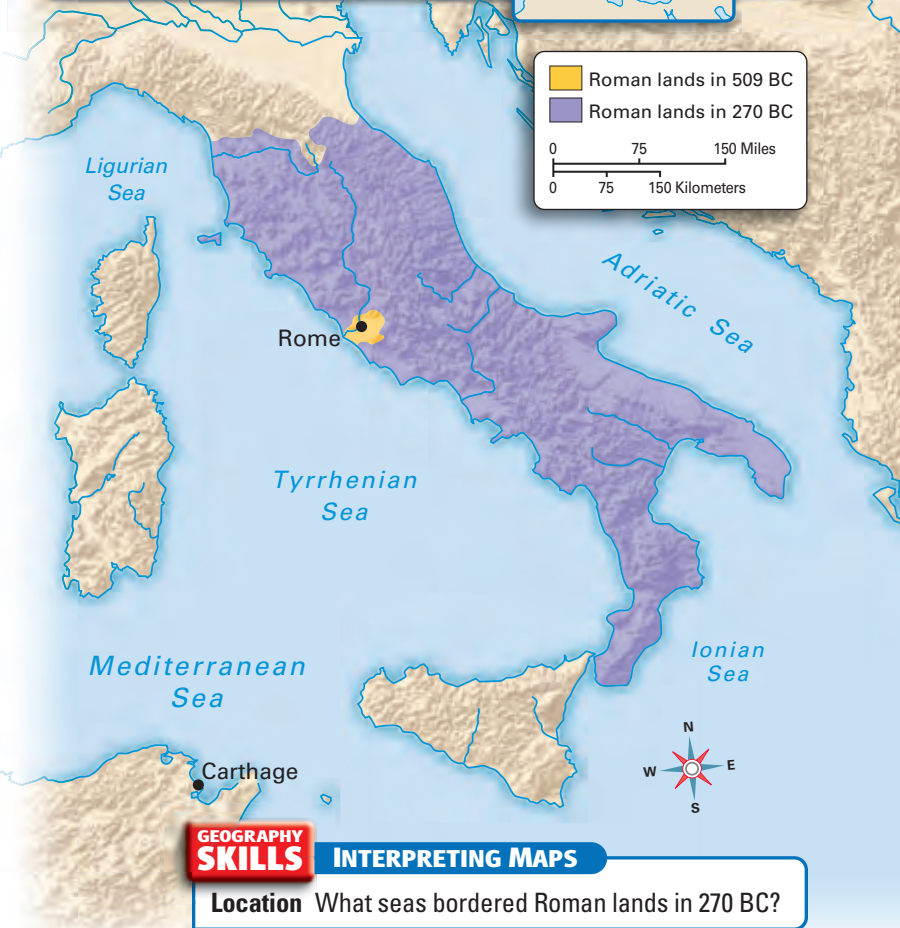 Roman lands in 509 BC
Roman lands in 270 BC
0 75 150 Miles
0 75 150 Kilometers
Ligurian
Sea
Adriatic Sea
Rome
Tyrrhenian
Sea
Mediterranean
Sea
Ionian
Sea
N
W E
S
Carthage
GEOGRAPHY
SKILLS
INTERPRETING MAPS
Location What seas bordered Roman lands in 270 BC?